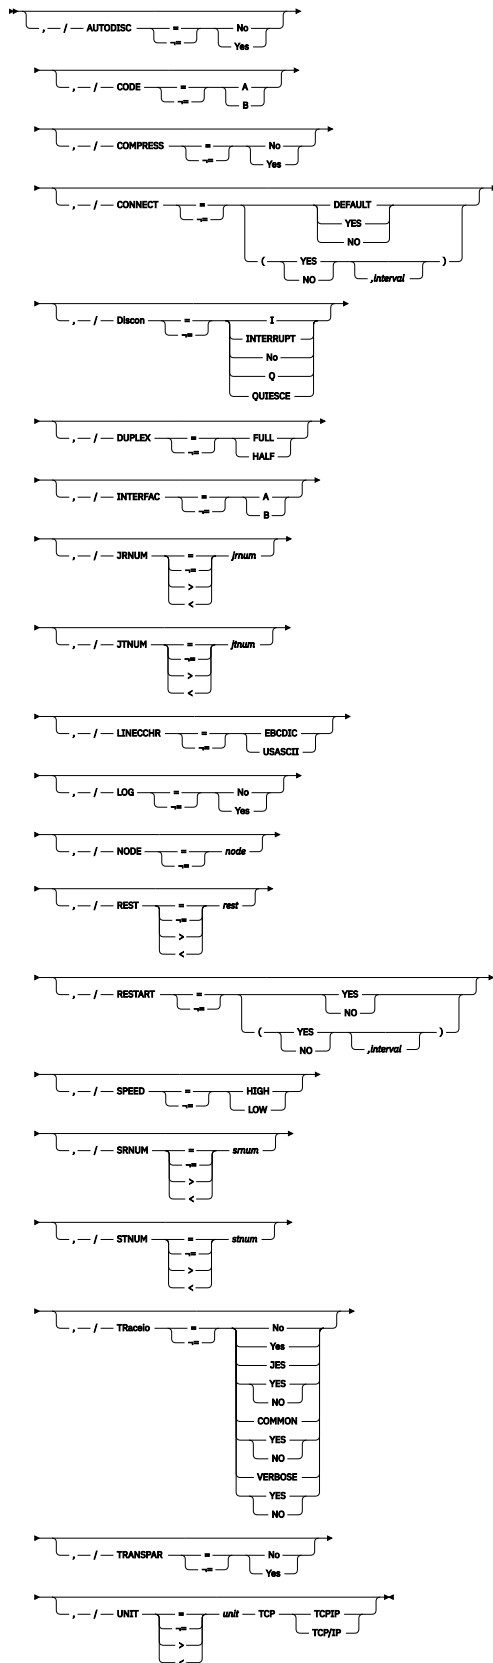 , / AUTODISC = No
¬= Yes
, / CODE = A
¬= B
, / COMPRESS = No
¬= Yes
, / CONNECT = DEFAULT
¬= YES
NO
( YES )
NO ,interval
, / Discon = I
¬= INTERRUPT
No
Q
QUIESCE
, / DUPLEX = FULL
¬= HALF
, / INTERFAC = A
¬= B
, / JRNUM = jrnum
¬=
>
<
, / JTNUM = jtnum
¬=
>
<
, / LINECCHR = EBCDIC
¬= USASCII
, / LOG = No
¬= Yes
, / NODE = node
¬=
, / REST = rest
¬=
>
<
, / RESTART = YES
¬= NO
( YES )
NO ,interval
, / SPEED = HIGH
¬= LOW
, / SRNUM = srnum
¬=
>
<
, / STNUM = stnum
¬=
>
<
, / TRaceio = No
¬= Yes
JES
YES
NO
COMMON
YES
NO
VERBOSE
YES
NO
, / TRANSPAR = No
¬= Yes
, / UNIT = unit TCP TCPIP
¬= TCP/IP
>
<